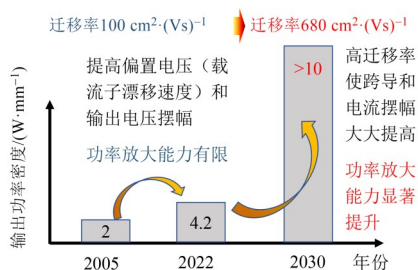 迁移率100 cm²·(Vs)⁻¹
迁移率680 cm²·(Vs)⁻¹
提高偏置电压（载
流子漂移速度）和
输出电压摆幅
功率放大能力有限
>10
高迁移率
使跨导和
电流摆幅
大大提高
功率放大
能力显著
提升
输出功率密度/(W·mm⁻¹)
2
4.2
2005
2022
2030
年份